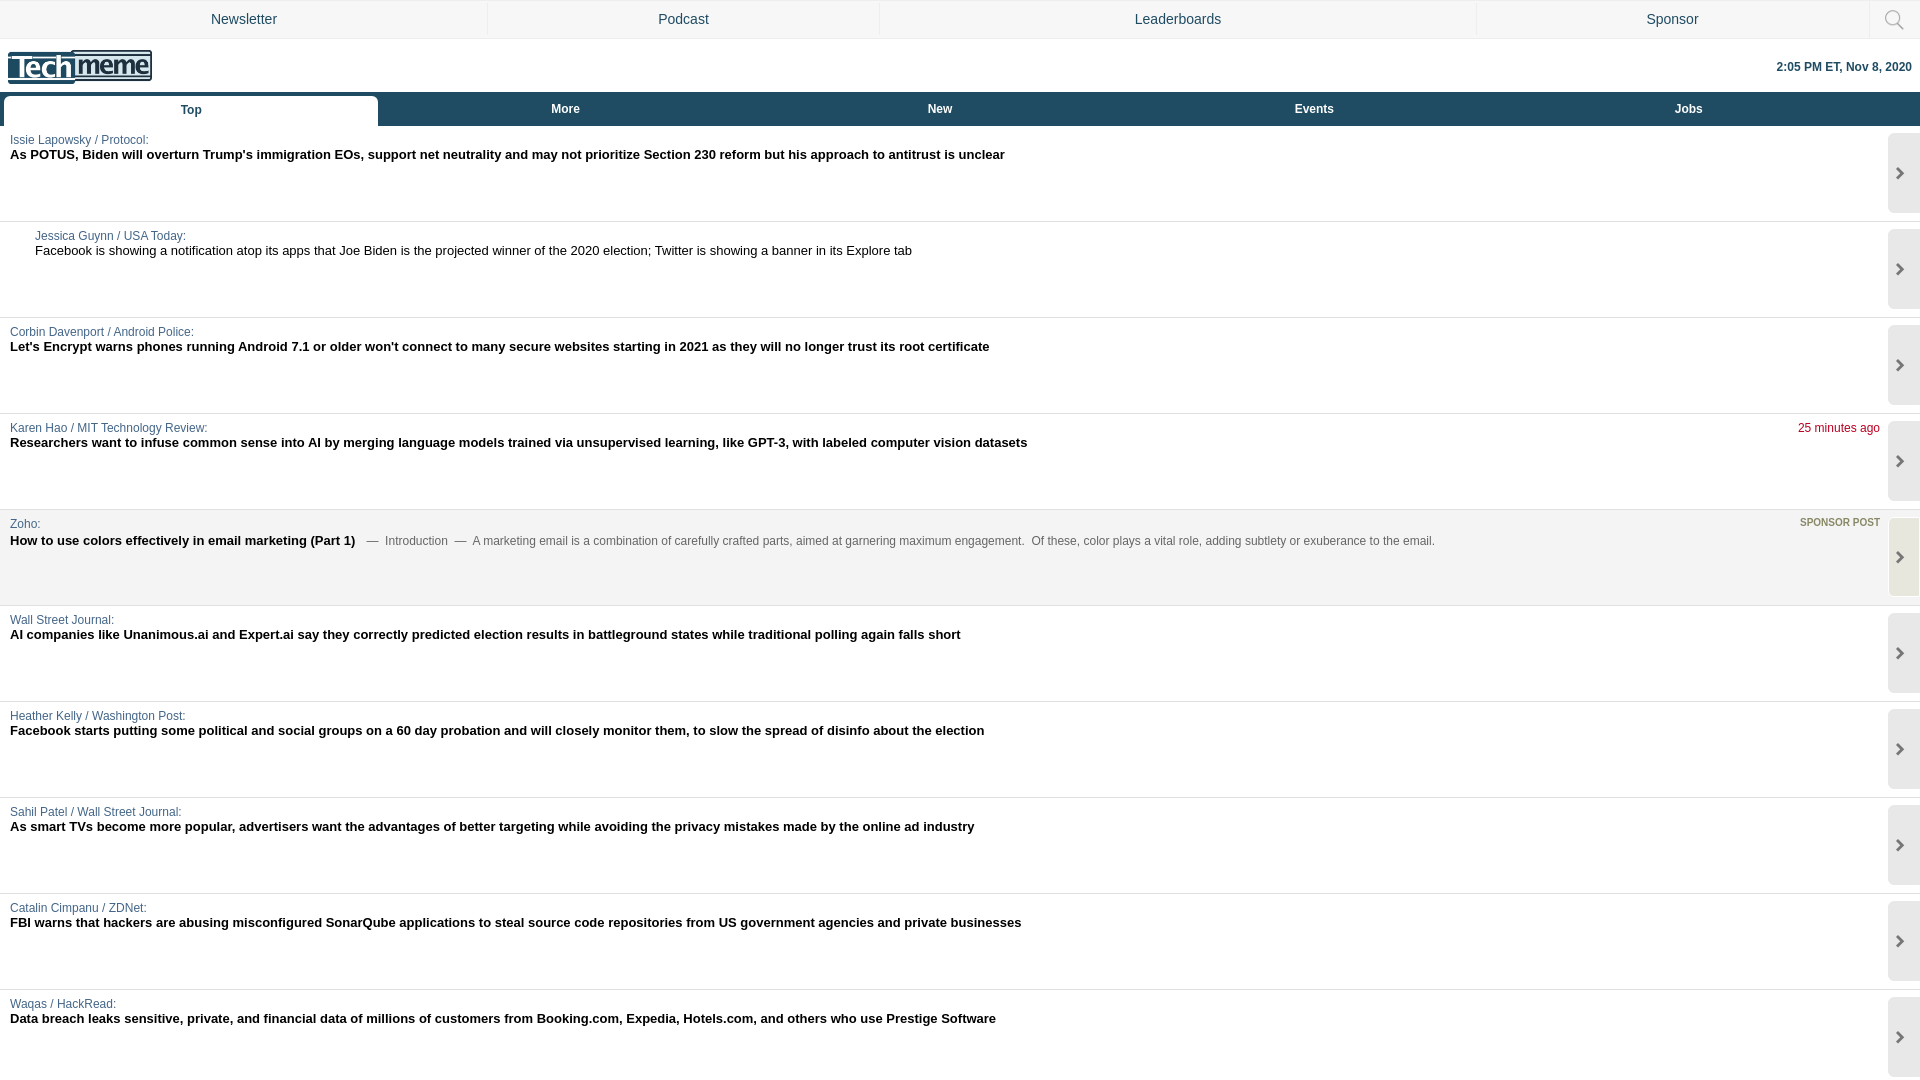 Newsletter
Podcast
Leaderboards
Sponsor
Techmeme
2:05 PM ET, Nov 8, 2020
Top
More
New
Events
Jobs
Issie Lapowsky / Protocol:
As POTUS, Biden will overturn Trump's immigration EOs, support net neutrality and may not prioritize Section 230 reform but his approach to antitrust is unclear
Jessica Guynn / USA Today:
Facebook is showing a notification atop its apps that Joe Biden is the projected winner of the 2020 election; Twitter is showing a banner in its Explore tab
Corbin Davenport / Android Police:
Let's Encrypt warns phones running Android 7.1 or older won't connect to many secure websites starting in 2021 as they will no longer trust its root certificate
Karen Hao / MIT Technology Review:
25 minutes ago
Researchers want to infuse common sense into AI by merging language models trained via unsupervised learning, like GPT-3, with labeled computer vision datasets
Zoho:
SPONSOR POST
How to use colors effectively in email marketing (Part 1) — Introduction — A marketing email is a combination of carefully crafted parts, aimed at garnering maximum engagement. Of these, color plays a vital role, adding subtlety or exuberance to the email.
Wall Street Journal:
AI companies like Unanimous.ai and Expert.ai say they correctly predicted election results in battleground states while traditional polling again falls short
Heather Kelly / Washington Post:
Facebook starts putting some political and social groups on a 60 day probation and will closely monitor them, to slow the spread of disinfo about the election
Sahil Patel / Wall Street Journal:
As smart TVs become more popular, advertisers want the advantages of better targeting while avoiding the privacy mistakes made by the online ad industry
Catalin Cimpanu / ZDNet:
FBI warns that hackers are abusing misconfigured SonarQube applications to steal source code repositories from US government agencies and private businesses
Waqas / HackRead:
Data breach leaks sensitive, private, and financial data of millions of customers from Booking.com, Expedia, Hotels.com, and others who use Prestige Software